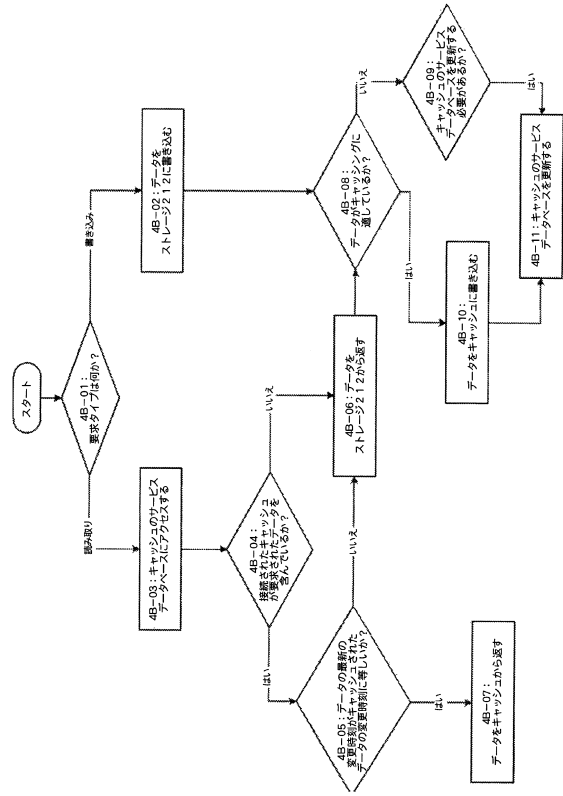 スタート
4B-01:
要求タイプは何か?
読み取り
書き込み
4B-03:キャッシュのサービス
データベースにアクセスする
4B-02:データを
ストレージ212に書き込む
4B-04:
接続されたキャッシュ
が要求されたデータを
含んでいるか?
はい
いいえ
4B-05:データの最新の
変更時刻がキャッシュされた
データの変更時刻に等しいか?
いいえ
はい
4B-06:データを
ストレージ212から返す
4B-07:
データをキャッシュから返す
4B-08:
データがキャッシングに
適しているか?
いいえ
はい
4B-09:
キャッシュのサービス
データベースを更新する
必要があるか?
はい
4B-10:
データをキャッシュに書き込む
4B-11:キャッシュのサービス
データベースを更新する